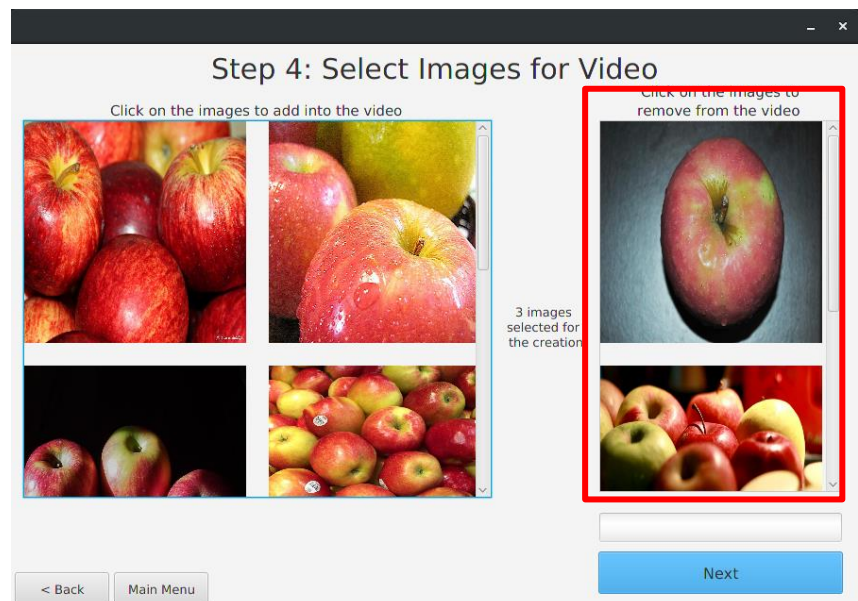 Step 4: Select Images for Video
Click on the images to add into the video
Click on the images to
remove from the video
3 images
selected for
the creation
Next
< Back
Main Menu